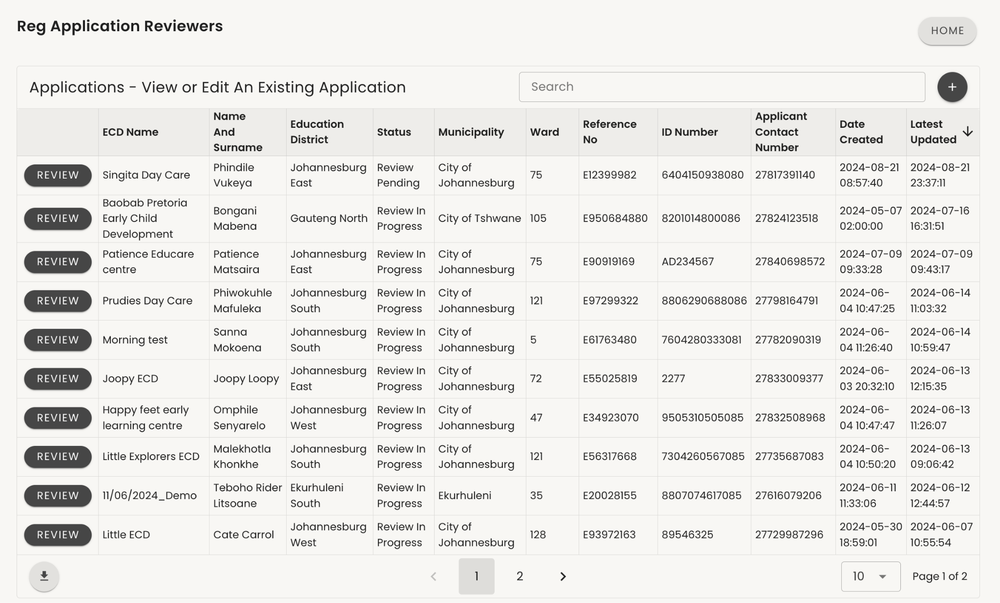 Reg Application Reviewers
HOME
Applications - View or Edit An Existing Application
Search
+
ECD Name
Name
And
Surname
Education
District
Status
Municipality
Ward
Reference
No
ID Number
Applicant
Contact
Number
Date
Created
Latest
Updated
REVIEW
Singita Day Care
Phindile
Vukeya
Johannesburg
East
Review
Pending
City of
Johannesburg
75
E12399982
6404150938080
27817391140
2024-08-21
08:57:40
2024-08-21
23:37:11
REVIEW
Baobab Pretoria
Early Child
Development
Bongani
Mabena
Gauteng North
Review In
Progress
City of Tshwane
105
E950684880
8201014800086
27824123518
2024-05-07
02:00:00
2024-07-16
16:31:51
REVIEW
Patience Educare
centre
Patience
Matsaira
Johannesburg
East
Review In
Progress
City of
Johannesburg
75
E90919169
AD234567
27840698572
2024-07-09
09:33:28
2024-07-09
09:43:17
REVIEW
Prudies Day Care
Phiwokuhle
Mafuleka
Johannesburg
South
Review In
Progress
City of
Johannesburg
121
E97299322
8806290688086
27798164791
2024-06-
04 10:47:25
2024-06-14
11:03:32
REVIEW
Morning test
Sanna
Mokoena
Johannesburg
South
Review In
Progress
City of
Johannesburg
5
E61763480
7604280333081
27782090319
2024-06-
04 11:26:40
2024-06-14
10:59:47
REVIEW
Joopy ECD
Joopy Loopy
Johannesburg
East
Review In
Progress
City of
Johannesburg
72
E55025819
2277
27833009377
2024-06-
03 20:32:10
2024-06-13
12:15:35
REVIEW
Happy feet early
learning centre
Omphile
Senyarelo
Johannesburg
West
Review In
Progress
City of
Johannesburg
47
E34923070
9505310505085
27832508968
2024-06-
04 10:47:47
2024-06-13
11:26:07
REVIEW
Little Explorers ECD
Malekhotla
Khonkhe
Johannesburg
South
Review In
Progress
City of
Johannesburg
121
E56317668
7304260567085
27735687083
2024-06-
04 10:50:20
2024-06-13
09:06:42
REVIEW
11/06/2024_Demo
Teboho Rider
Litsoane
Ekurhuleni
South
Review In
Progress
Ekurhuleni
35
E20028155
8807074617085
27616079206
2024-06-11
11:33:06
2024-06-12
12:44:57
REVIEW
Little ECD
Cate Carrol
Johannesburg
West
Review In
Progress
City of
Johannesburg
128
E93972163
89546325
27729987296
2024-05-30
18:59:01
2024-06-07
10:55:54
1
2
10
Page 1 of 2